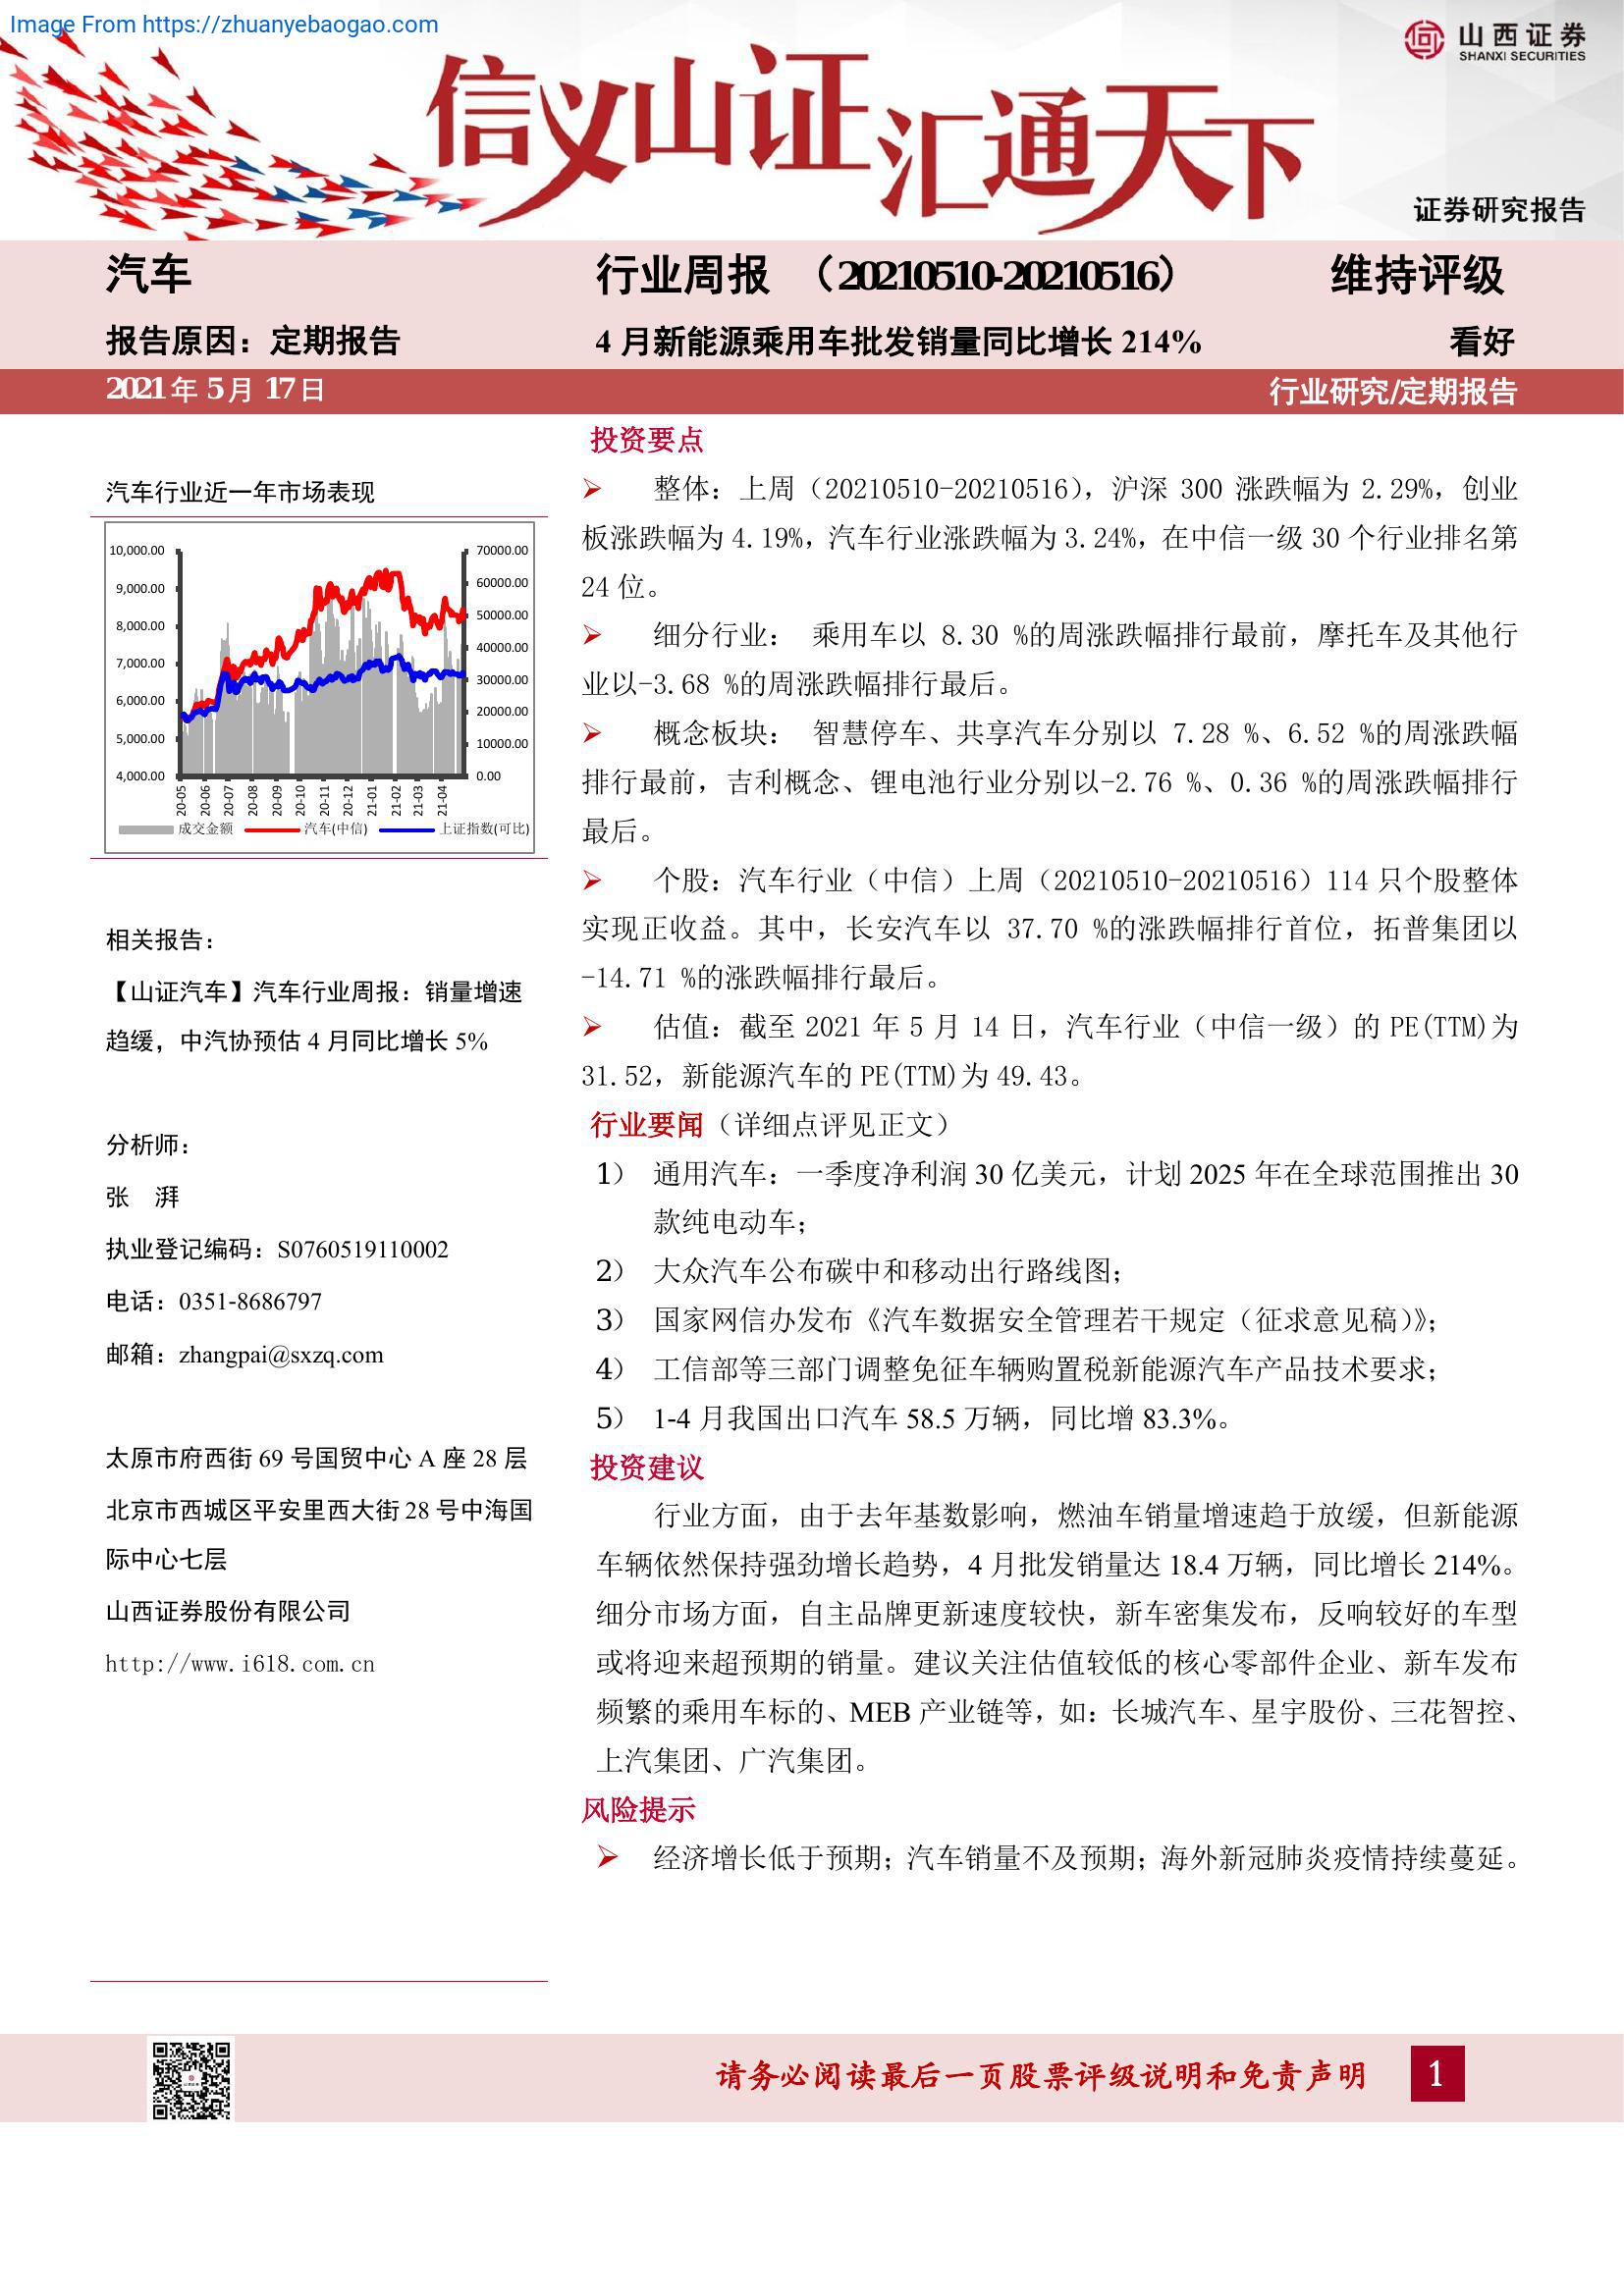 Image From https://zhuanyebaogao.com
山西证券
SHANXI SECURITIES
信义山证汇通天下
证券研究报告
汽车
行业周报 （20210510-20210516）
维持评级
报告原因：定期报告
4 月新能源乘用车批发销量同比增长 214%
看好
2021 年 5 月 17 日
行业研究/定期报告
汽车行业近一年市场表现
10,000.00
9,000.00
8,000.00
7,000.00
6,000.00
5,000.00
4,000.00
70000.00
60000.00
50000.00
40000.00
30000.00
20000.00
10000.00
0.00
20-05
20-06
20-07
20-08
20-09
20-10
20-11
20-12
21-01
21-02
21-03
21-04
成交金额 汽车(中信) 上证指数(可比)
相关报告：
【山证汽车】汽车行业周报：销量增速
趋缓，中汽协预估 4 月同比增长 5%
分析师：
张 湃
执业登记编码：S0760519110002
电话：0351-8686797
邮箱：zhangpai@sxzq.com
太原市府西街 69 号国贸中心 A 座 28 层
北京市西城区平安里西大街 28 号中海国
际中心七层
山西证券股份有限公司
http://www.i618.com.cn
投资要点
➢ 整体：上周（20210510-20210516），沪深 300 涨跌幅为 2.29%，创业
板涨跌幅为 4.19%，汽车行业涨跌幅为 3.24%，在中信一级 30 个行业排名第
24 位。
➢ 细分行业： 乘用车以 8.30 %的周涨跌幅排行最前，摩托车及其他行
业以-3.68 %的周涨跌幅排行最后。
➢ 概念板块： 智慧停车、共享汽车分别以 7.28 %、6.52 %的周涨跌幅
排行最前，吉利概念、锂电池行业分别以-2.76 %、0.36 %的周涨跌幅排行
最后。
➢ 个股：汽车行业（中信）上周（20210510-20210516）114 只个股整体
实现正收益。其中，长安汽车以 37.70 %的涨跌幅排行首位，拓普集团以
-14.71 %的涨跌幅排行最后。
➢ 估值：截至 2021 年 5 月 14 日，汽车行业（中信一级）的 PE(TTM)为
31.52，新能源汽车的 PE(TTM)为 49.43。
行业要闻（详细点评见正文）
1） 通用汽车：一季度净利润 30 亿美元，计划 2025 年在全球范围推出 30
款纯电动车；
2） 大众汽车公布碳中和移动出行路线图；
3） 国家网信办发布《汽车数据安全管理若干规定（征求意见稿）》；
4） 工信部等三部门调整免征车辆购置税新能源汽车产品技术要求；
5） 1-4 月我国出口汽车 58.5 万辆，同比增 83.3%。
投资建议
行业方面，由于去年基数影响，燃油车销量增速趋于放缓，但新能源
车辆依然保持强劲增长趋势，4 月批发销量达 18.4 万辆，同比增长 214%。
细分市场方面，自主品牌更新速度较快，新车密集发布，反响较好的车型
或将迎来超预期的销量。建议关注估值较低的核心零部件企业、新车发布
频繁的乘用车标的、MEB 产业链等，如：长城汽车、星宇股份、三花智控、
上汽集团、广汽集团。
风险提示
➢ 经济增长低于预期；汽车销量不及预期；海外新冠肺炎疫情持续蔓延。
请务必阅读最后一页股票评级说明和免责声明
1